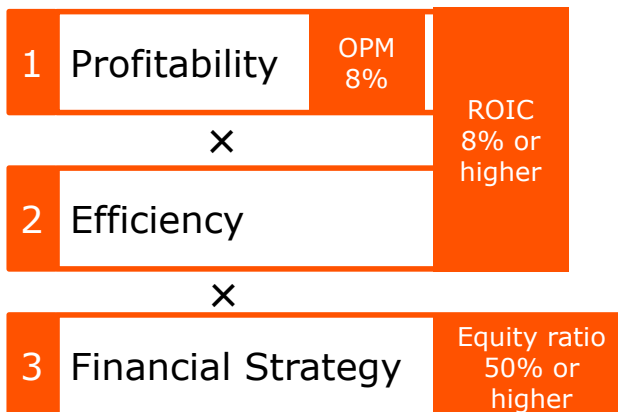 1 Profitability
OPM
8%
ROIC
8% or
higher
×
2 Efficiency
×
3 Financial Strategy
Equity ratio
50% or
higher